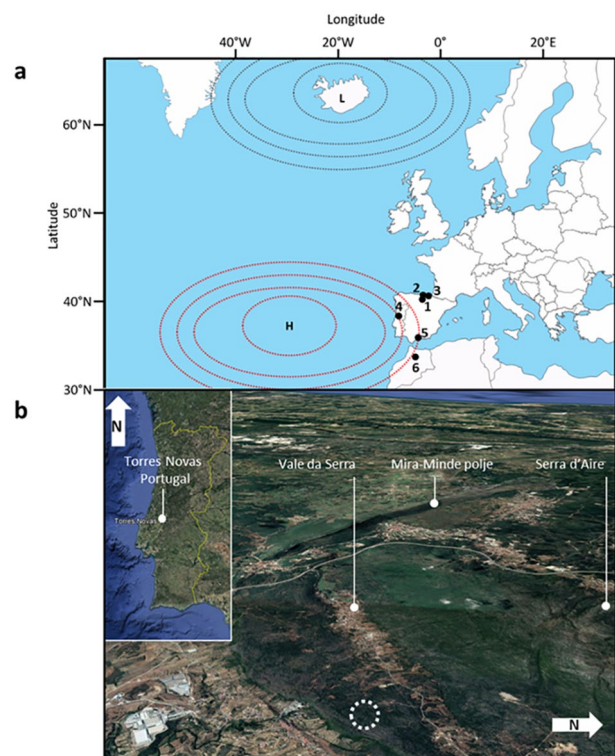 Longitude
40°W 20°W 0°W 20°E
a
L
60°N
Latitude
50°N
40°N
30°N
H
2 3
1
4
5
6
b
N
Torres Novas
Portugal
Torres Novas
Vale da Serra
Mira-Minde polje
Serra d'Aire
N